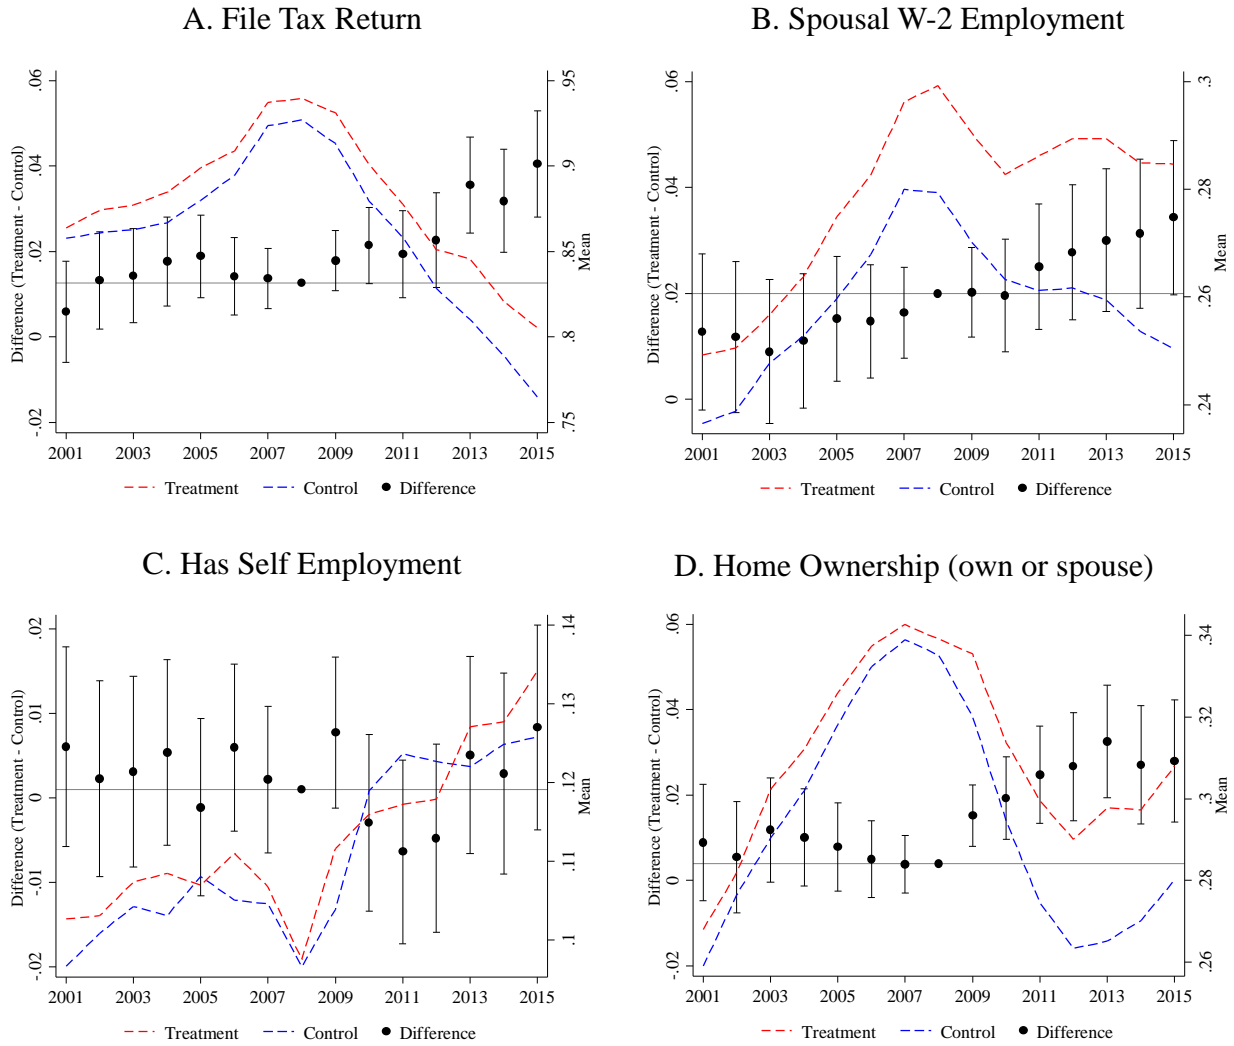 A. File Tax Return
Difference (Treatment - Control)
.06
.04
.02
0
-.02
.95
.9
.85
.8
.75
Mean
2001 2003 2005 2007 2009 2011 2013 2015
Treatment Control Difference
B. Spousal W-2 Employment
Difference (Treatment - Control)
.06
.04
.02
0
.3
.28
.26
.24
Mean
2001 2003 2005 2007 2009 2011 2013 2015
Treatment Control Difference
C. Has Self Employment
Difference (Treatment - Control)
.02
.01
0
-.01
-.02
.14
.13
.12
.11
.1
Mean
2001 2003 2005 2007 2009 2011 2013 2015
Treatment Control Difference
D. Home Ownership (own or spouse)
Difference (Treatment - Control)
.06
.04
.02
0
-.02
.34
.32
.3
.28
.26
Mean
2001 2003 2005 2007 2009 2011 2013 2015
Treatment Control Difference